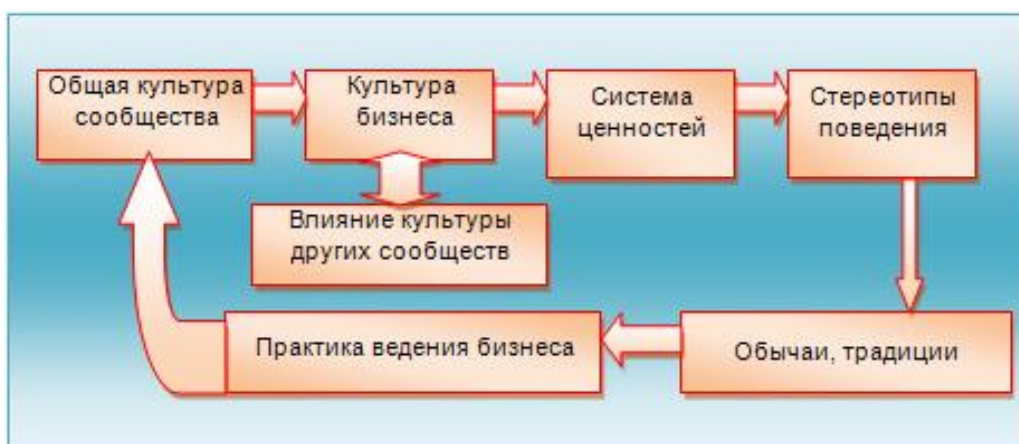 Общая культура
сообщества
Культура
бизнеса
Система
ценностей
Стереотипы
поведения
Влияние культуры
других сообществ
Практика ведения бизнеса
Обычаи, традиции